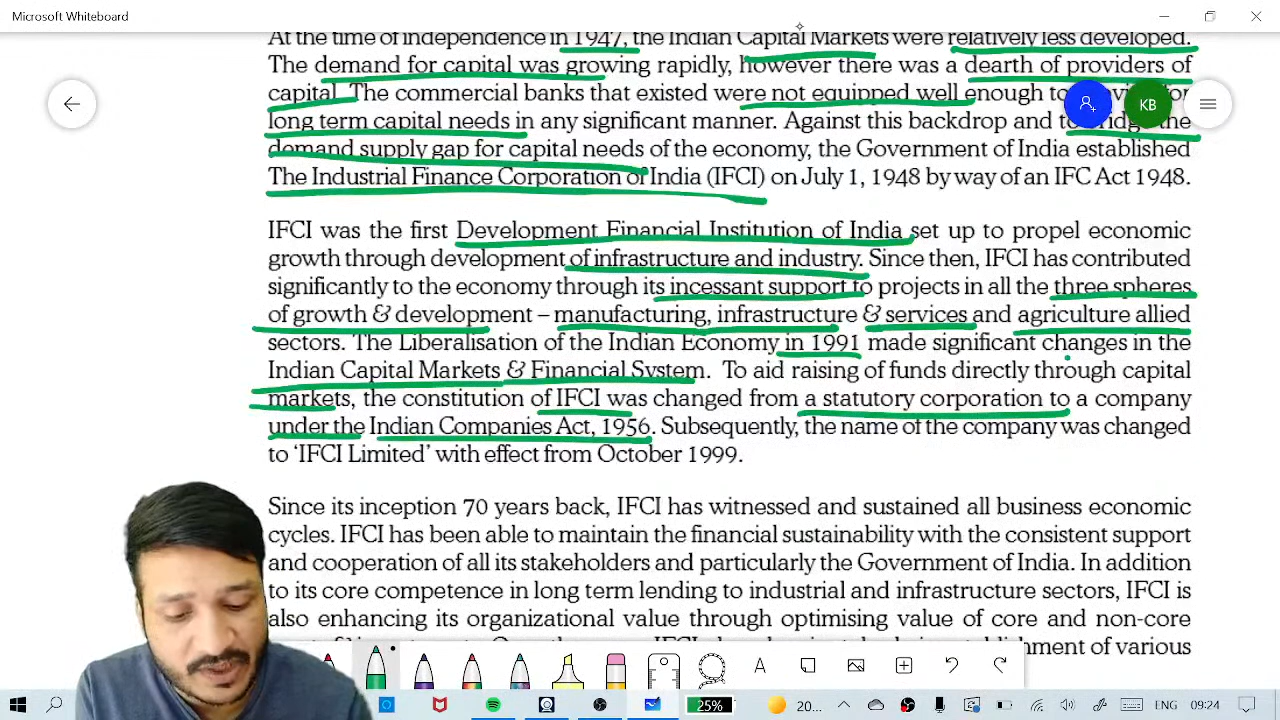 Microsoft Whiteboard
At the time of independence in 1947, the Indian Capital Markets were relatively less developed.
The demand for capital was growing rapidly, however there was a dearth of providers of
capital. The commercial banks that existed were not equipped well enough to
KB
long term capital needs in any significant manner. Against this backdrop and to bridge the
demand supply gap for capital needs of the economy, the Government of India established
The Industrial Finance Corporation of India (IFCI) on July 1, 1948 by way of an IFC Act 1948.
IFCI was the first Development Financial Institution of India set up to propel economic
growth through development of infrastructure and industry. Since then, IFCI has contributed
significantly to the economy through its incessant support to projects in all the three spheres
of growth & development – manufacturing, infrastructure & services and agriculture allied
sectors. The Liberalisation of the Indian Economy in 1991 made significant changes in the
Indian Capital Markets & Financial System. To aid raising of funds directly through capital
markets, the constitution of IFCI was changed from a statutory corporation to a company
under the Indian Companies Act, 1956. Subsequently, the name of the company was changed
to ‘IFCI Limited’ with effect from October 1999.
Since its inception 70 years back, IFCI has witnessed and sustained all business economic
cycles. IFCI has been able to maintain the financial sustainability with the consistent support
and cooperation of all its stakeholders and particularly the Government of India. In addition
to its core competence in long term lending to industrial and infrastructure sectors, IFCI is
also enhancing its organizational value through optimising value of core and non-core
of various
25%
20...
ENG
09:24